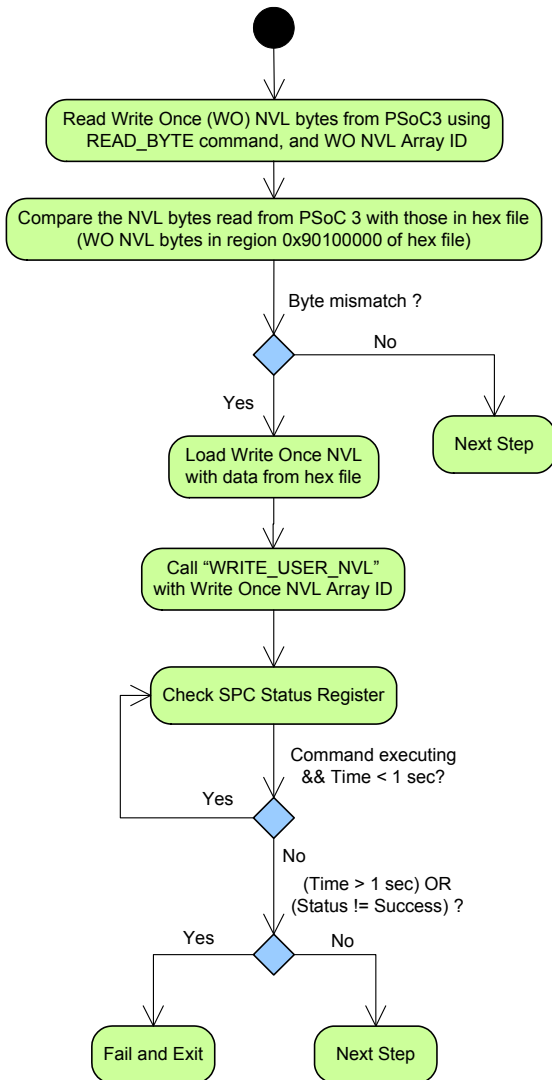 Read Write Once (WO) NVL bytes from PSoC3 using
READ_BYTE command, and WO NVL Array ID
Compare the NVL bytes read from PSoC 3 with those in hex file
(WO NVL bytes in region 0x90100000 of hex file)
Byte mismatch ?
No
Yes
Next Step
Load Write Once NVL
with data from hex file
Call “WRITE_USER_NVL”
with Write Once NVL Array ID
Check SPC Status Register
Command executing
&& Time < 1 sec?
Yes
No
(Time > 1 sec) OR
(Status != Success) ?
Yes
No
Fail and Exit
Next Step